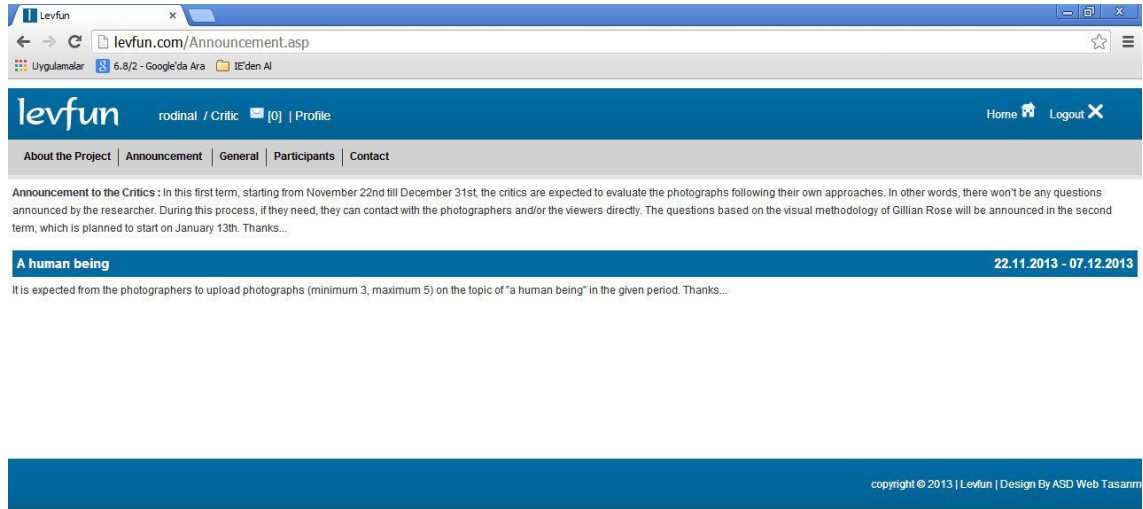 Levfun
levfun.com/Announcement.asp
Uygulamalar 6.8/2 - Google'da Ara IE'den Al
levfun rodinal / Critic [0] | Profile Home Logout
About the Project | Announcement | General | Participants | Contact
Announcement to the Critics : In this first term, starting from November 22nd till December 31st, the critics are expected to evaluate the photographs following their own approaches. In other words, there won't be any questions
announced by the researcher. During this process, if they need, they can contact with the photographers and/or the viewers directly. The questions based on the visual methodology of Gillian Rose will be announced in the second
term, which is planned to start on January 13th. Thanks...
A human being 22.11.2013 - 07.12.2013
It is expected from the photographers to upload photographs (minimum 3, maximum 5) on the topic of "a human being" in the given period. Thanks...
copyright © 2013 | Levfun | Design By ASD Web Tasarım